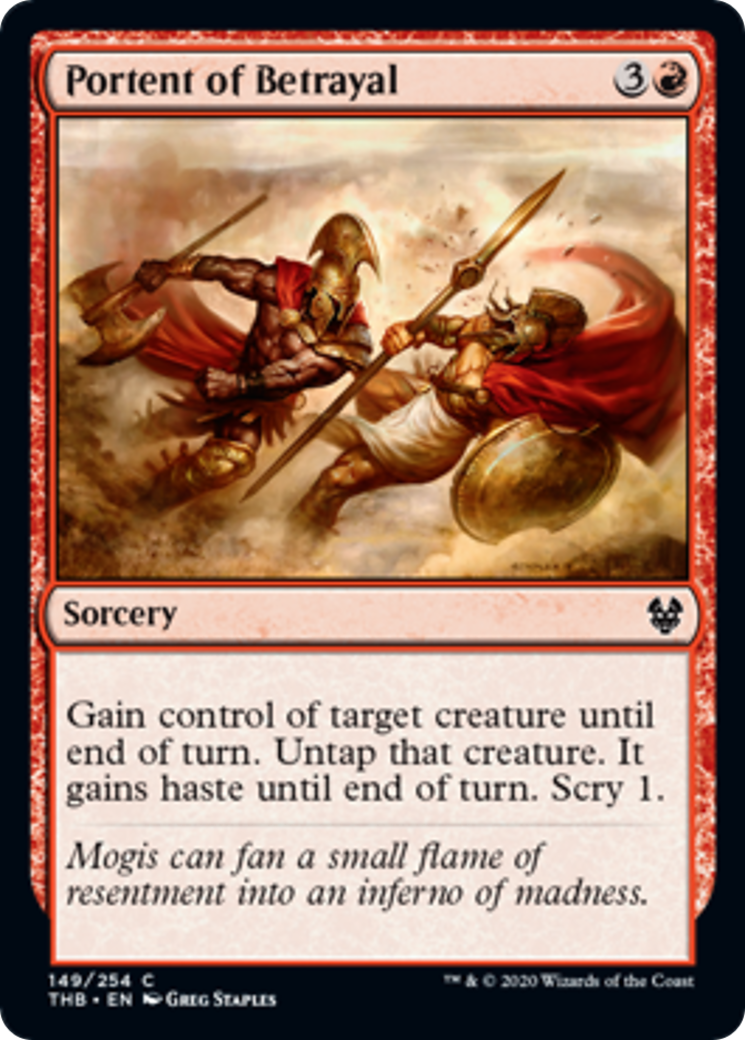 Portent of Betrayal 3
Sorcery
Gain control of target creature until
end of turn. Untap that creature. It
gains haste until end of turn. Scry 1.
Mogis can fan a small flame of
resentment into an inferno of madness.
149/254 C
THB • EN Greg Staples
™ & © 2020 Wizards of the Coast